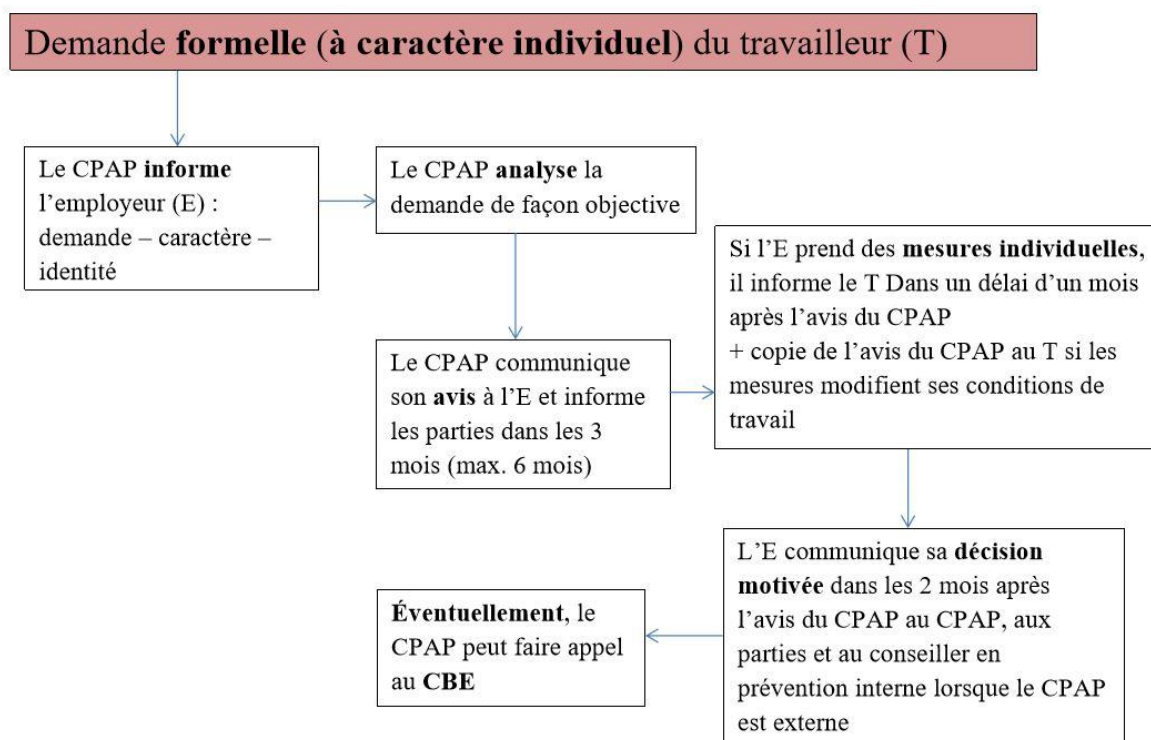 Demande formelle (à caractère individuel) du travailleur (T)
Le CPAP informe
l’employeur (E) :
demande – caractère –
identité
Le CPAP analyse la
demande de façon objective
Le CPAP communique
son avis à l’E et informe
les parties dans les 3
mois (max. 6 mois)
Si l’E prend des mesures individuelles,
il informe le T Dans un délai d’un mois
après l’avis du CPAP
+ copie de l’avis du CPAP au T si les
mesures modifient ses conditions de
travail
L’E communique sa décision
motivée dans les 2 mois après
l’avis du CPAP au CPAP, aux
parties et au conseiller en
prévention interne lorsque le CPAP
est externe
Éventuellement, le
CPAP peut faire appel
au CBE